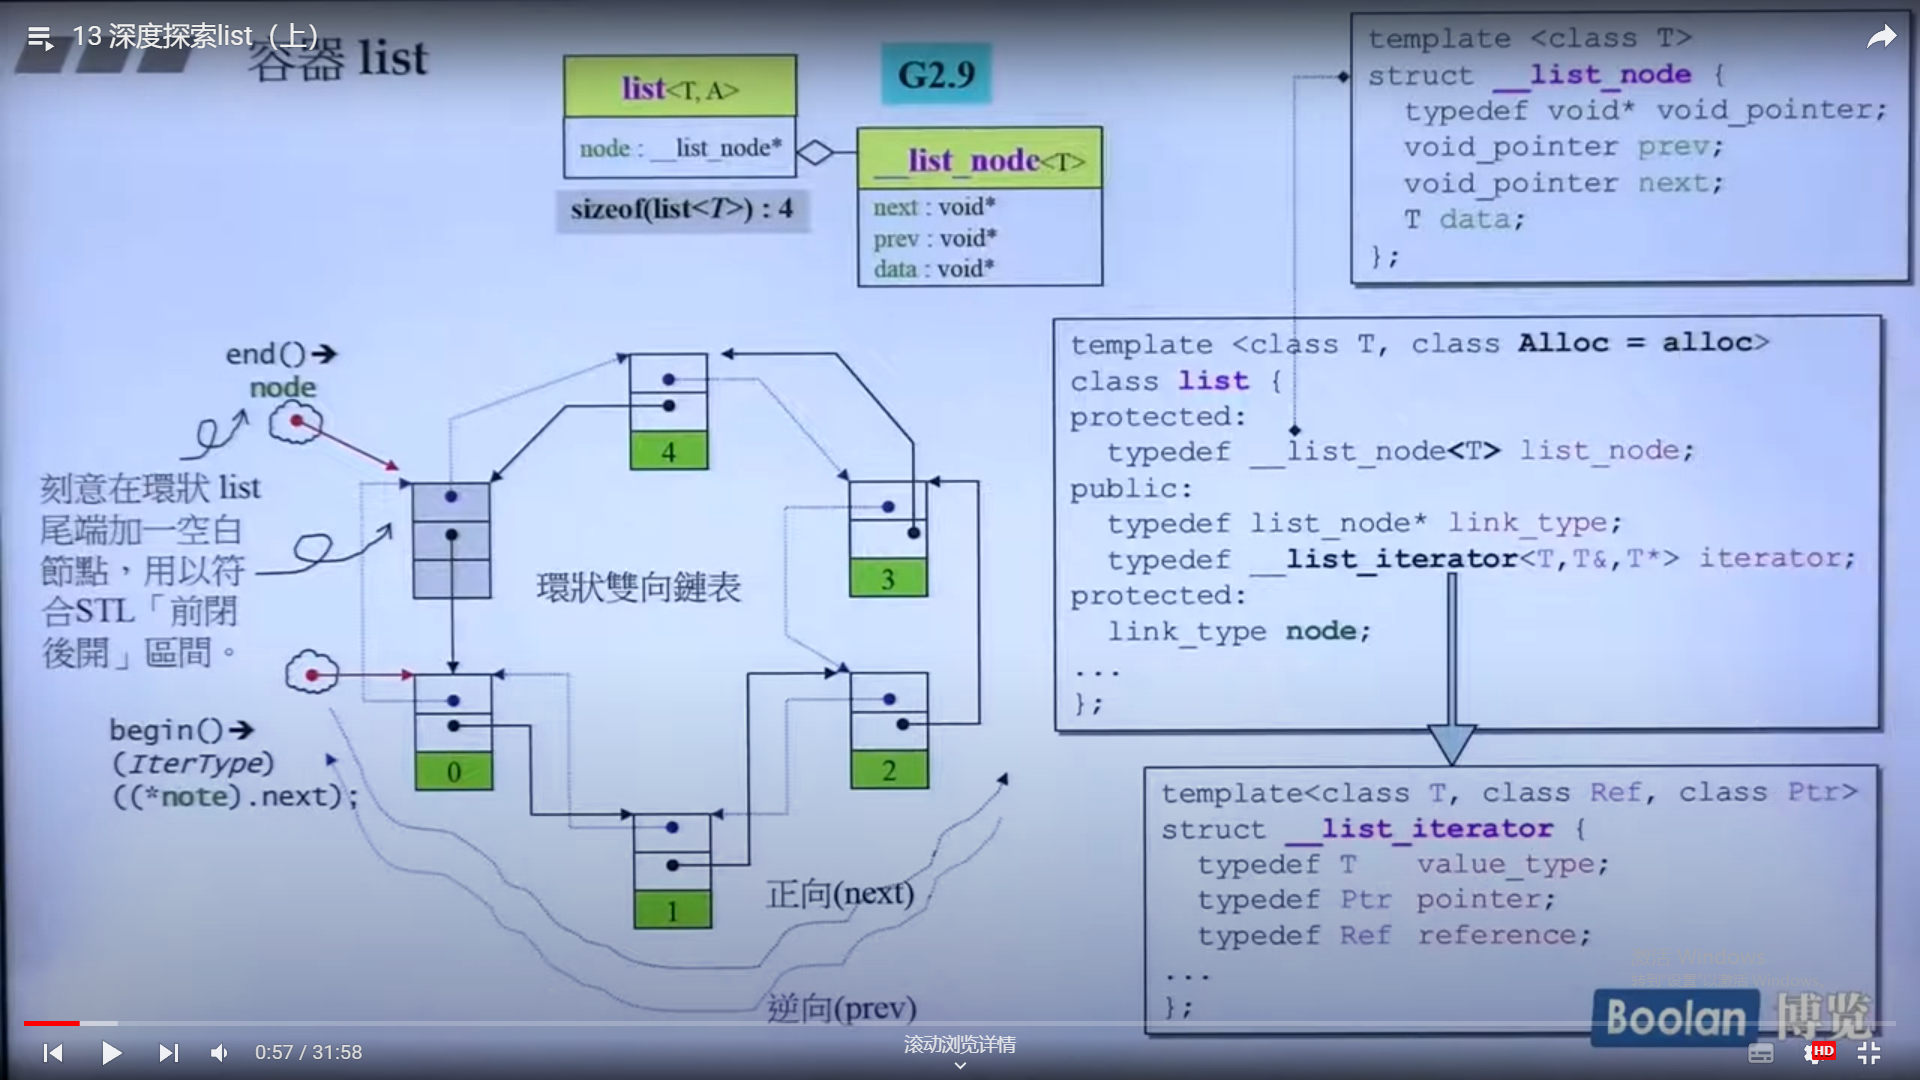 13 深度探索list（上）
容器 list
list<T, A>
node : __list_node*
sizeof(list<T>) : 4
G2.9
__list_node<T>
next : void*
prev : void*
data : void*
template <class T>
struct __list_node {
typedef void* void_pointer;
void_pointer prev;
void_pointer next;
T data;
};
end()➔
node
刻意在環狀 list
尾端加一空白
節點，用以符
合STL「前閉
後開」區間。
begin()➔
(IterType)
((*note).next);
4
3
2
1
0
環狀雙向鏈表
正向(next)
逆向(prev)
template <class T, class Alloc = alloc>
class list {
protected:
typedef __list_node<T> list_node;
public:
typedef list_node* link_type;
typedef __list_iterator<T,T&,T*> iterator;
protected:
link_type node;
...
};
template<class T, class Ref, class Ptr>
struct __list_iterator {
typedef T value_type;
typedef Ptr pointer;
typedef Ref reference;
...
};
Boolan 博览
0:57 / 31:58
滚动浏览详情
HD